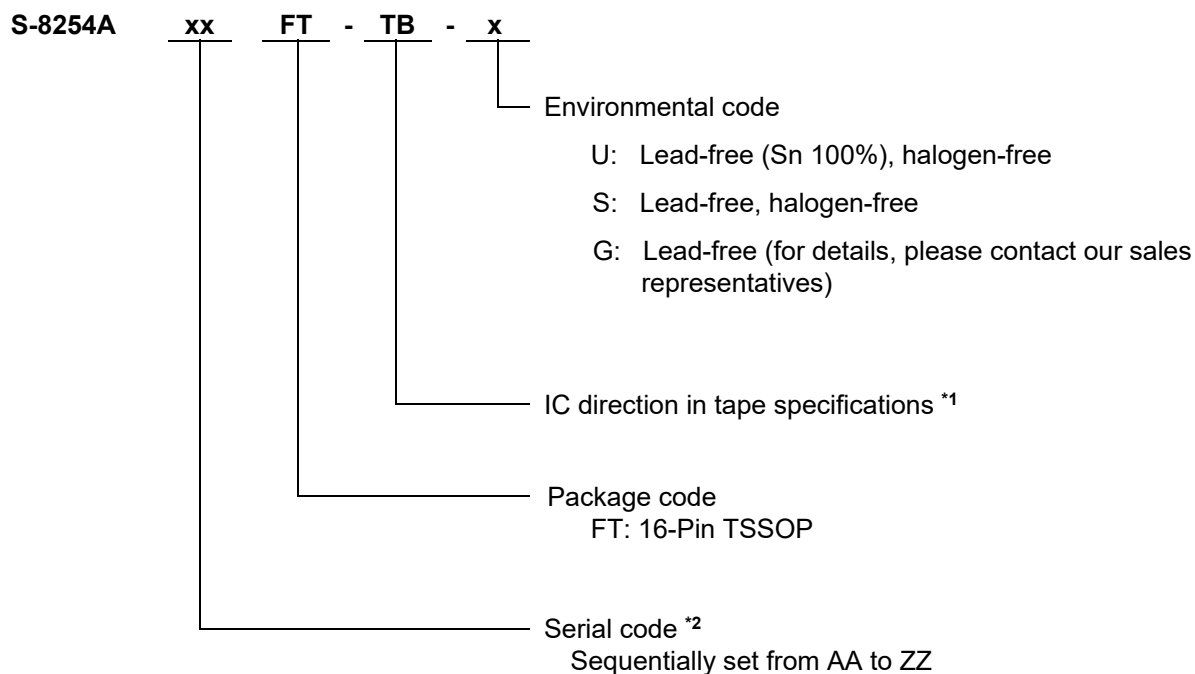 S-8254A xx FT - TB - x
Environmental code
U: Lead-free (Sn 100%), halogen-free
S: Lead-free, halogen-free
G: Lead-free (for details, please contact our sales
representatives)
IC direction in tape specifications *1
Package code
FT: 16-Pin TSSOP
Serial code *2
Sequentially set from AA to ZZ